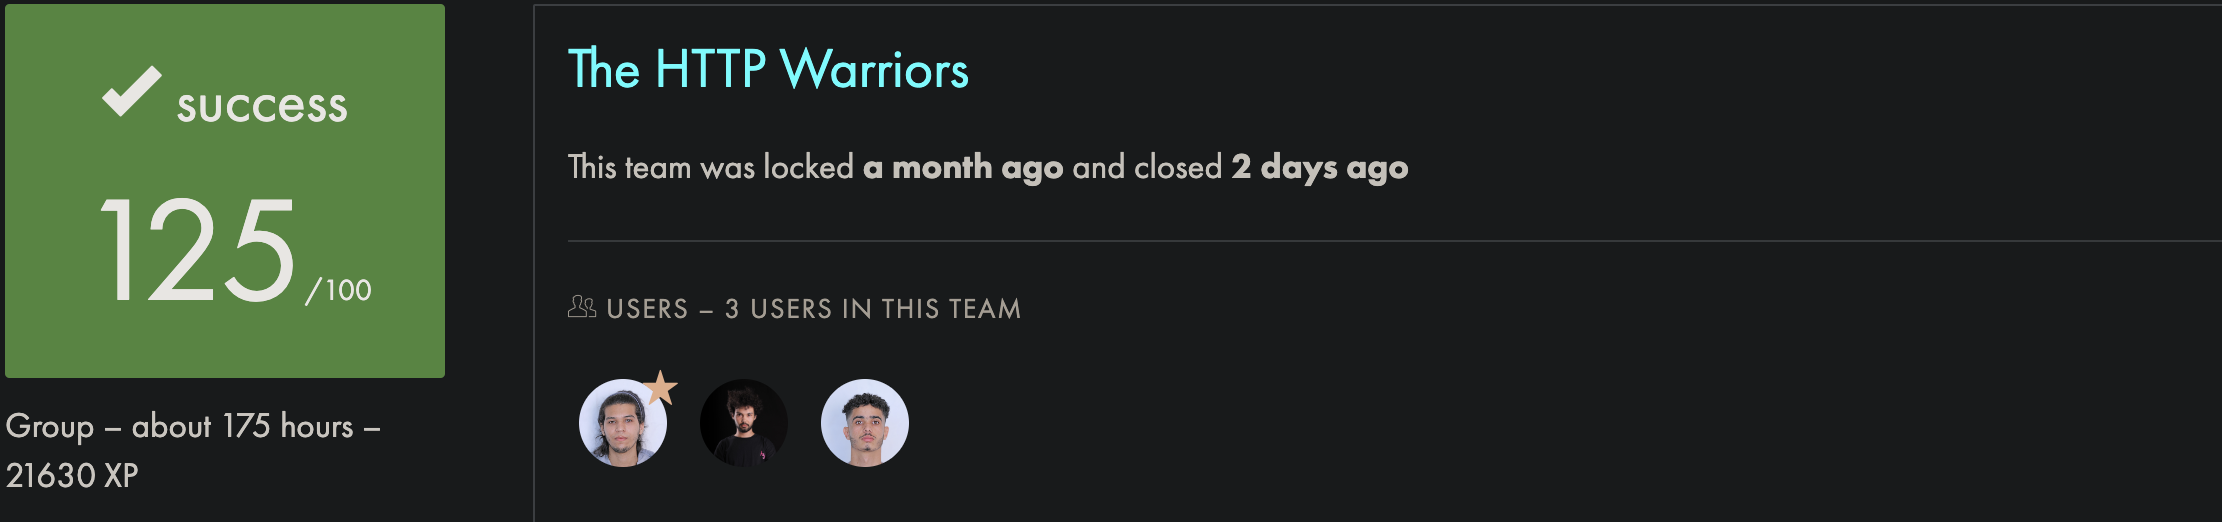 success
125/100
Group – about 175 hours –
21630 XP
The HTTP Warriors
This team was locked a month ago and closed 2 days ago
USERS – 3 USERS IN THIS TEAM